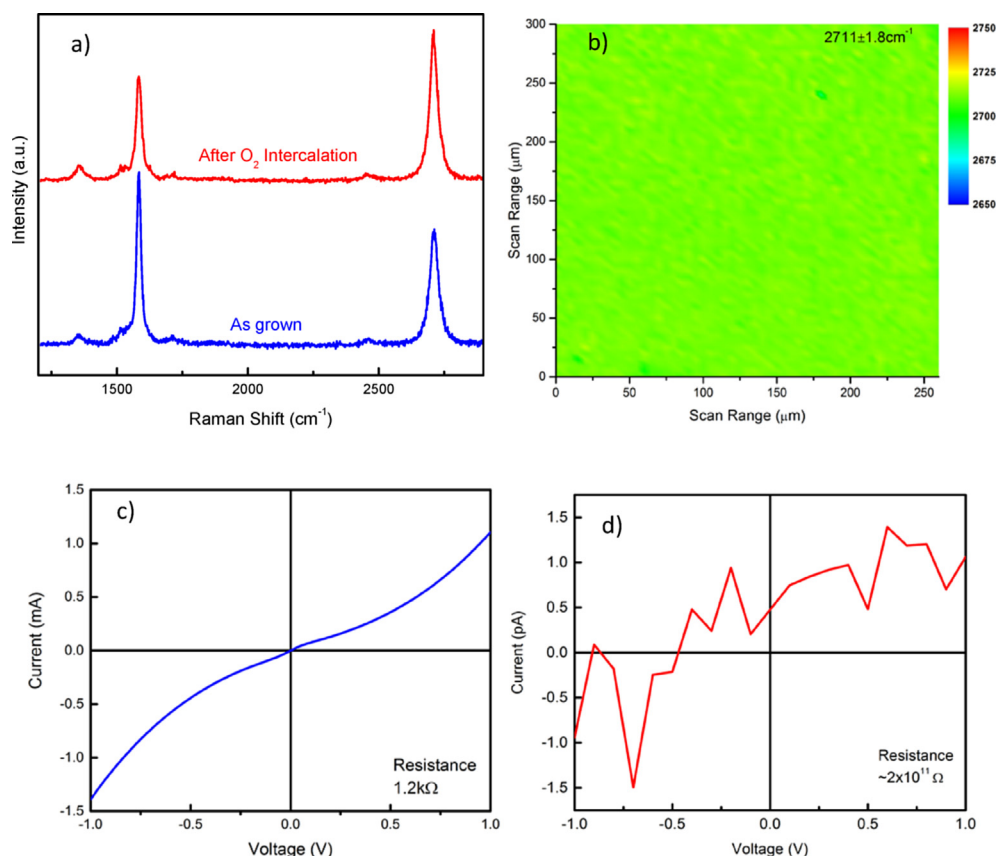 a)
After O2 Intercalation
As grown
Intensity (a.u.)
1500
2000
2500
Raman Shift (cm-1)
b)
2711±1.8cm-1
300
250
200
150
100
50
0
Scan Range (μm)
0
50
100
150
200
250
Scan Range (μm)
2750
2725
2700
2675
2650
c)
1.5
1.0
0.5
0.0
-0.5
-1.0
-1.5
Current (mA)
Resistance
1.2kΩ
-1.0
-0.5
0.0
0.5
1.0
Voltage (V)
d)
1.5
1.0
0.5
0.0
-0.5
-1.0
-1.5
Current (pA)
Resistance
~2x10^11 Ω
-1.0
-0.5
0.0
0.5
1.0
Voltage (V)